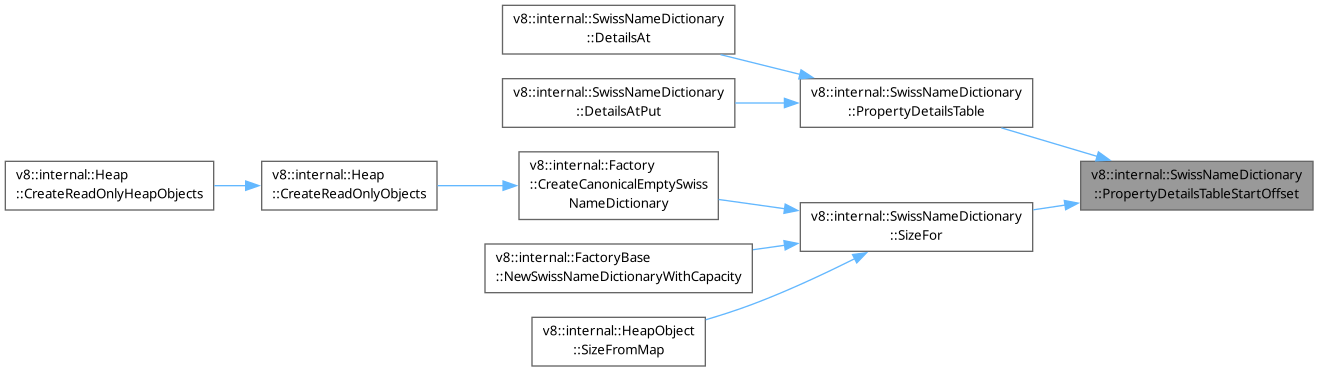 v8::internal::SwissNameDictionary
::DetailsAt
v8::internal::SwissNameDictionary
::DetailsAtPut
v8::internal::SwissNameDictionary
::PropertyDetailsTable
v8::internal::Heap
::CreateReadOnlyHeapObjects
v8::internal::Heap
::CreateReadOnlyObjects
v8::internal::Factory
::CreateCanonicalEmptySwiss
NameDictionary
v8::internal::SwissNameDictionary
::PropertyDetailsTableStartOffset
v8::internal::SwissNameDictionary
::SizeFor
v8::internal::FactoryBase
::NewSwissNameDictionaryWithCapacity
v8::internal::HeapObject
::SizeFromMap